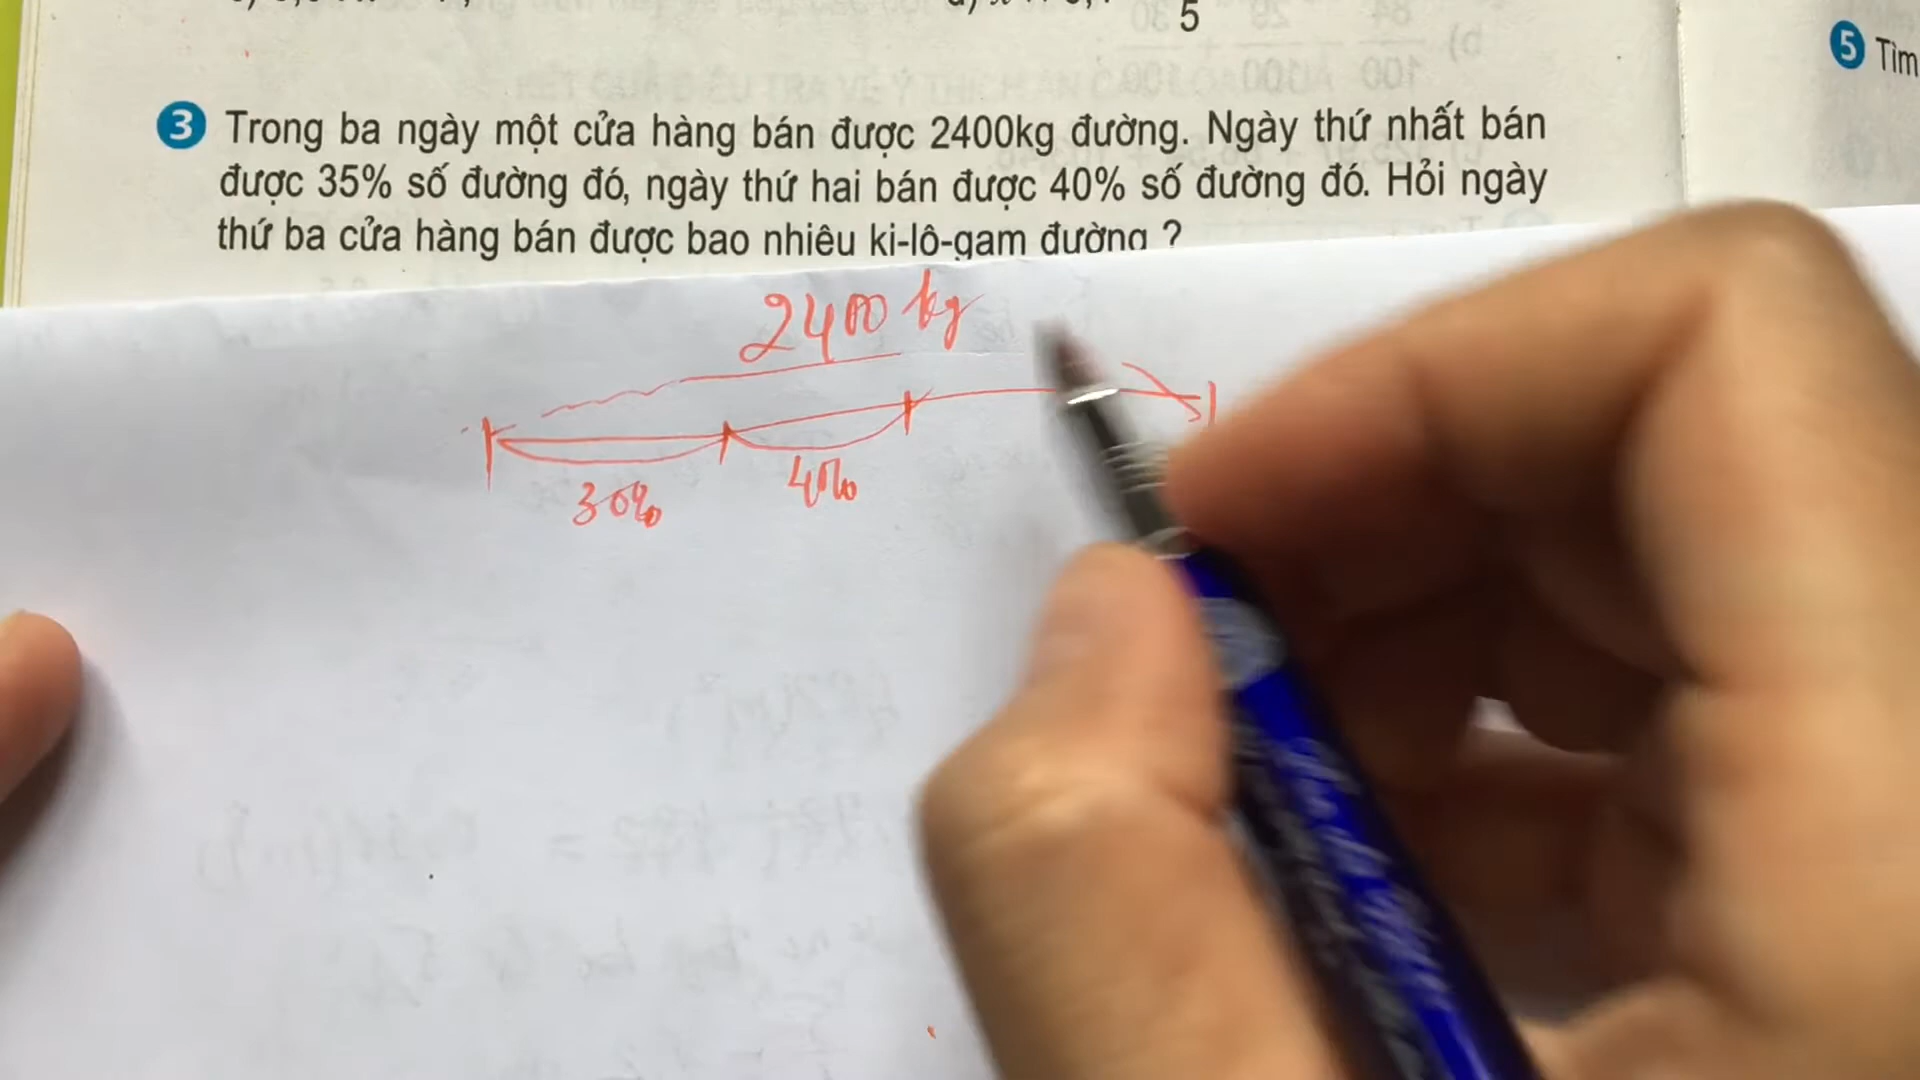 5
5 Tìm
3 Trong ba ngày một cửa hàng bán được 2400kg đường. Ngày thứ nhất bán
được 35% số đường đó, ngày thứ hai bán được 40% số đường đó. Hỏi ngày
thứ ba cửa hàng bán được bao nhiêu ki-lô-gam đường ?
2400 kg
30%
40%